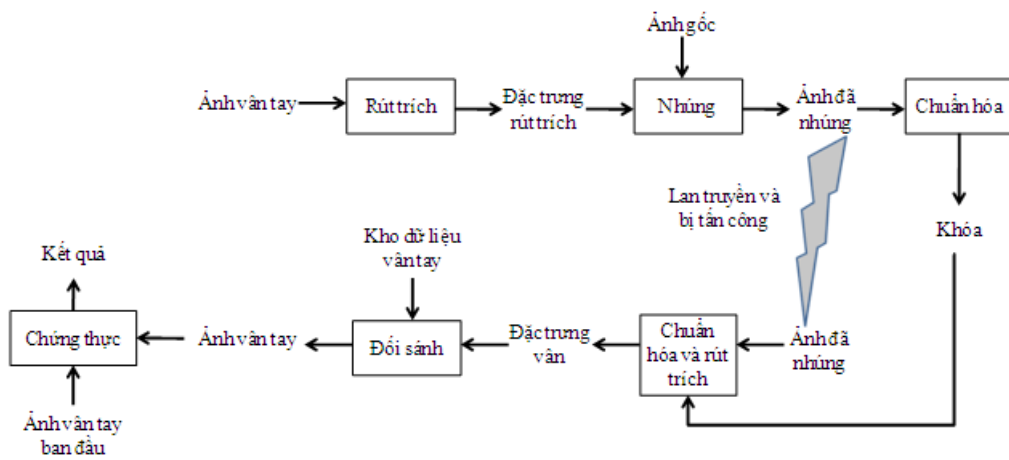 Ảnh gốc
Ảnh vân tay
Rút trích
Đặc trưng
rút trích
Nhúng
Ảnh đã
nhúng
Chuẩn hóa
Lan truyền và
bị tấn công
Khóa
Kết quả
Kho dữ liệu
vân tay
Chứng thực
Ảnh vân tay
Đối sánh
Đặc trưng
vân
Chuẩn
hóa và rút
trích
Ảnh đã
nhúng
Ảnh vân tay
ban đầu